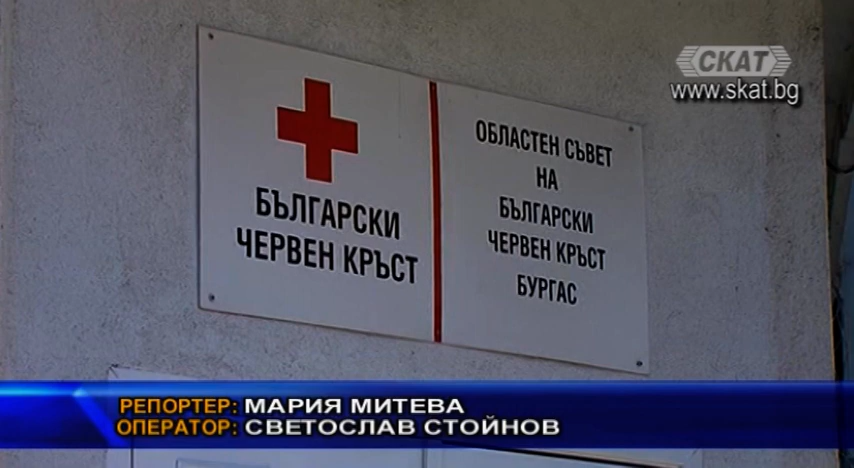 СКАТ
www.skat.bg
БЪЛГАРСКИ
ЧЕРВЕН КРЪСТ
ОБЛАСТЕН СЪВЕТ
НА
БЪЛГАРСКИ
ЧЕРВЕН КРЪСТ
БУРГАС
РЕПОРТЕР: МАРИЯ МИТЕВА
ОПЕРАТОР: СВЕТОСЛАВ СТОЙНОВ